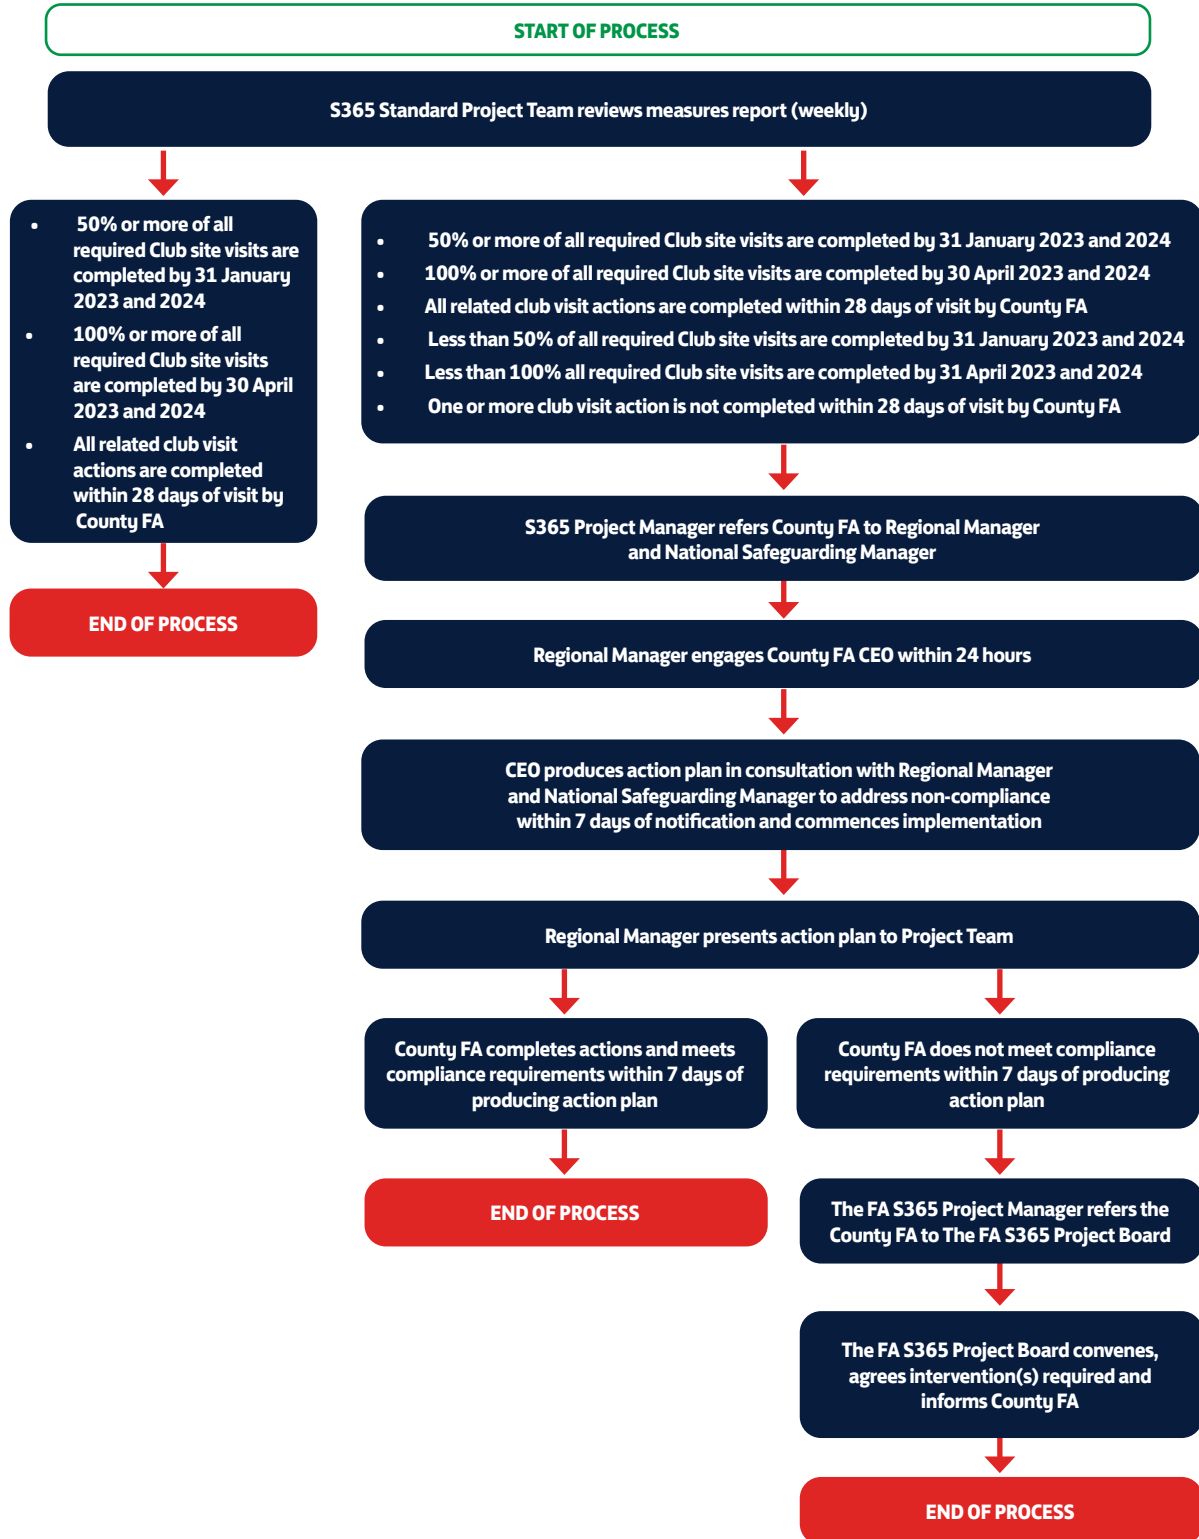 START OF PROCESS
S365 Standard Project Team reviews measures report (weekly)
• 50% or more of all
required Club site visits are
completed by 31 January
2023 and 2024
• 100% or more of all
required Club site visits
are completed by 30 April
2023 and 2024
• All related club visit
actions are completed
within 28 days of visit by
County FA
END OF PROCESS
• 50% or more of all required Club site visits are completed by 31 January 2023 and 2024
• 100% or more of all required Club site visits are completed by 30 April 2023 and 2024
• All related club visit actions are completed within 28 days of visit by County FA
• Less than 50% of all required Club site visits are completed by 31 January 2023 and 2024
• Less than 100% all required Club site visits are completed by 31 April 2023 and 2024
• One or more club visit action is not completed within 28 days of visit by County FA
S365 Project Manager refers County FA to Regional Manager
and National Safeguarding Manager
Regional Manager engages County FA CEO within 24 hours
CEO produces action plan in consultation with Regional Manager
and National Safeguarding Manager to address non-compliance
within 7 days of notification and commences implementation
Regional Manager presents action plan to Project Team
County FA completes actions and meets
compliance requirements within 7 days of
producing action plan
END OF PROCESS
County FA does not meet compliance
requirements within 7 days of producing
action plan
The FA S365 Project Manager refers the
County FA to The FA S365 Project Board
The FA S365 Project Board convenes,
agrees intervention(s) required and
informs County FA
END OF PROCESS